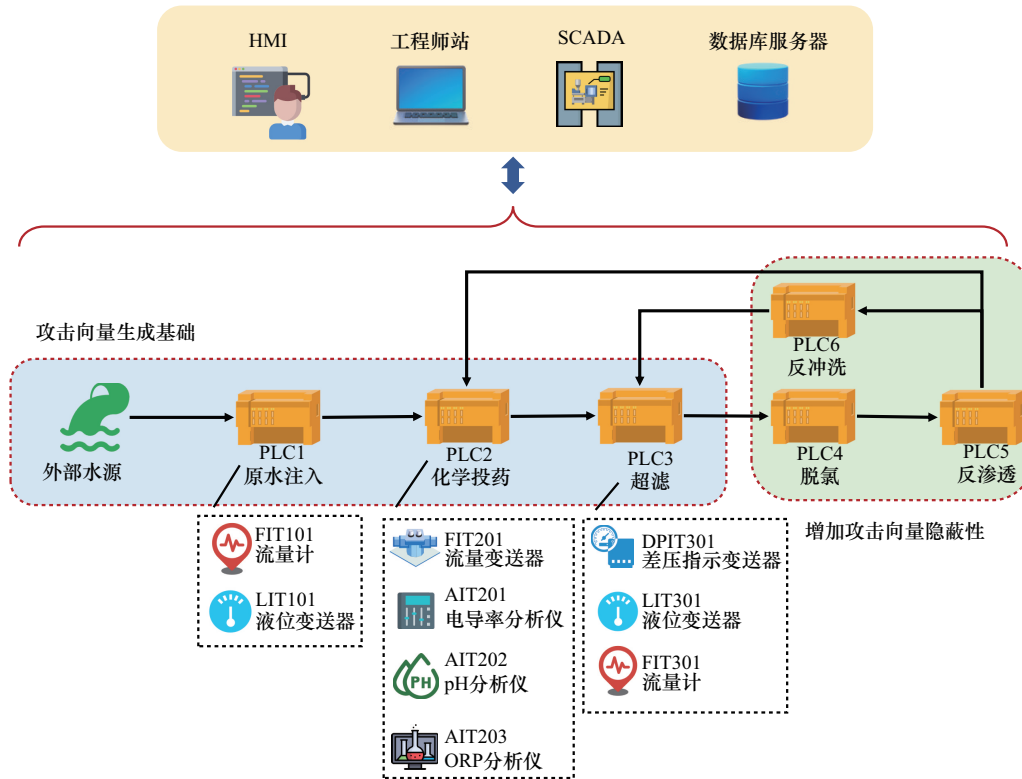 HMI
工程师站
SCADA
数据库服务器
攻击向量生成基础
PLC6
反冲洗
外部水源
PLC1
原水注入
PLC2
化学投药
PLC3
超滤
PLC4
脱氯
PLC5
反渗透
增加攻击向量隐蔽性
FIT101
流量计
LIT101
液位变送器
FIT201
流量变送器
AIT201
电导率分析仪
PH
AIT202
pH分析仪
AIT203
ORP分析仪
DPIT301
差压指示变送器
LIT301
液位变送器
FIT301
流量计